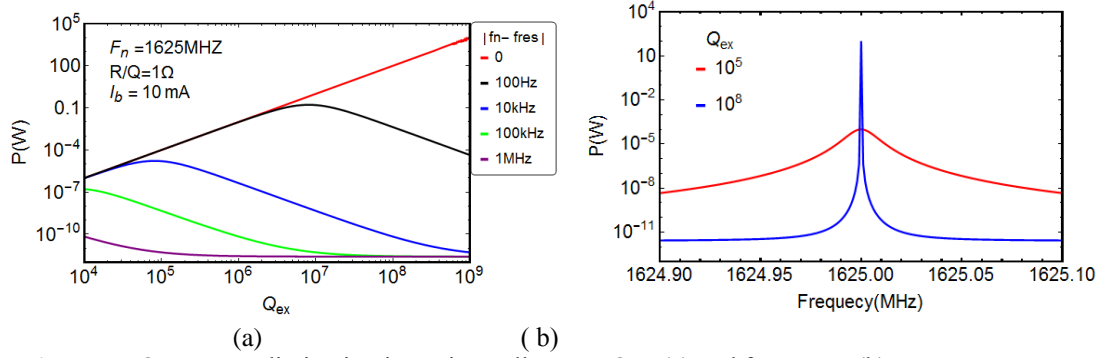 10^5
100
0.1
10^-4
10^-7
10^-10
P(W)
F_n =1625MHZ
R/Q=1Ω
I_b = 10 mA
10^4 10^5 10^6 10^7 10^8 10^9
Q_ex
|fn- fres|
0
100Hz
10kHz
100kHz
1MHz
(a)
10^4
10
10^-2
10^-5
10^-8
10^-11
P(W)
Q_ex
10^5
10^8
1624.90 1624.95 1625.00 1625.05 1625.10
Frequecy(MHz)
( b)